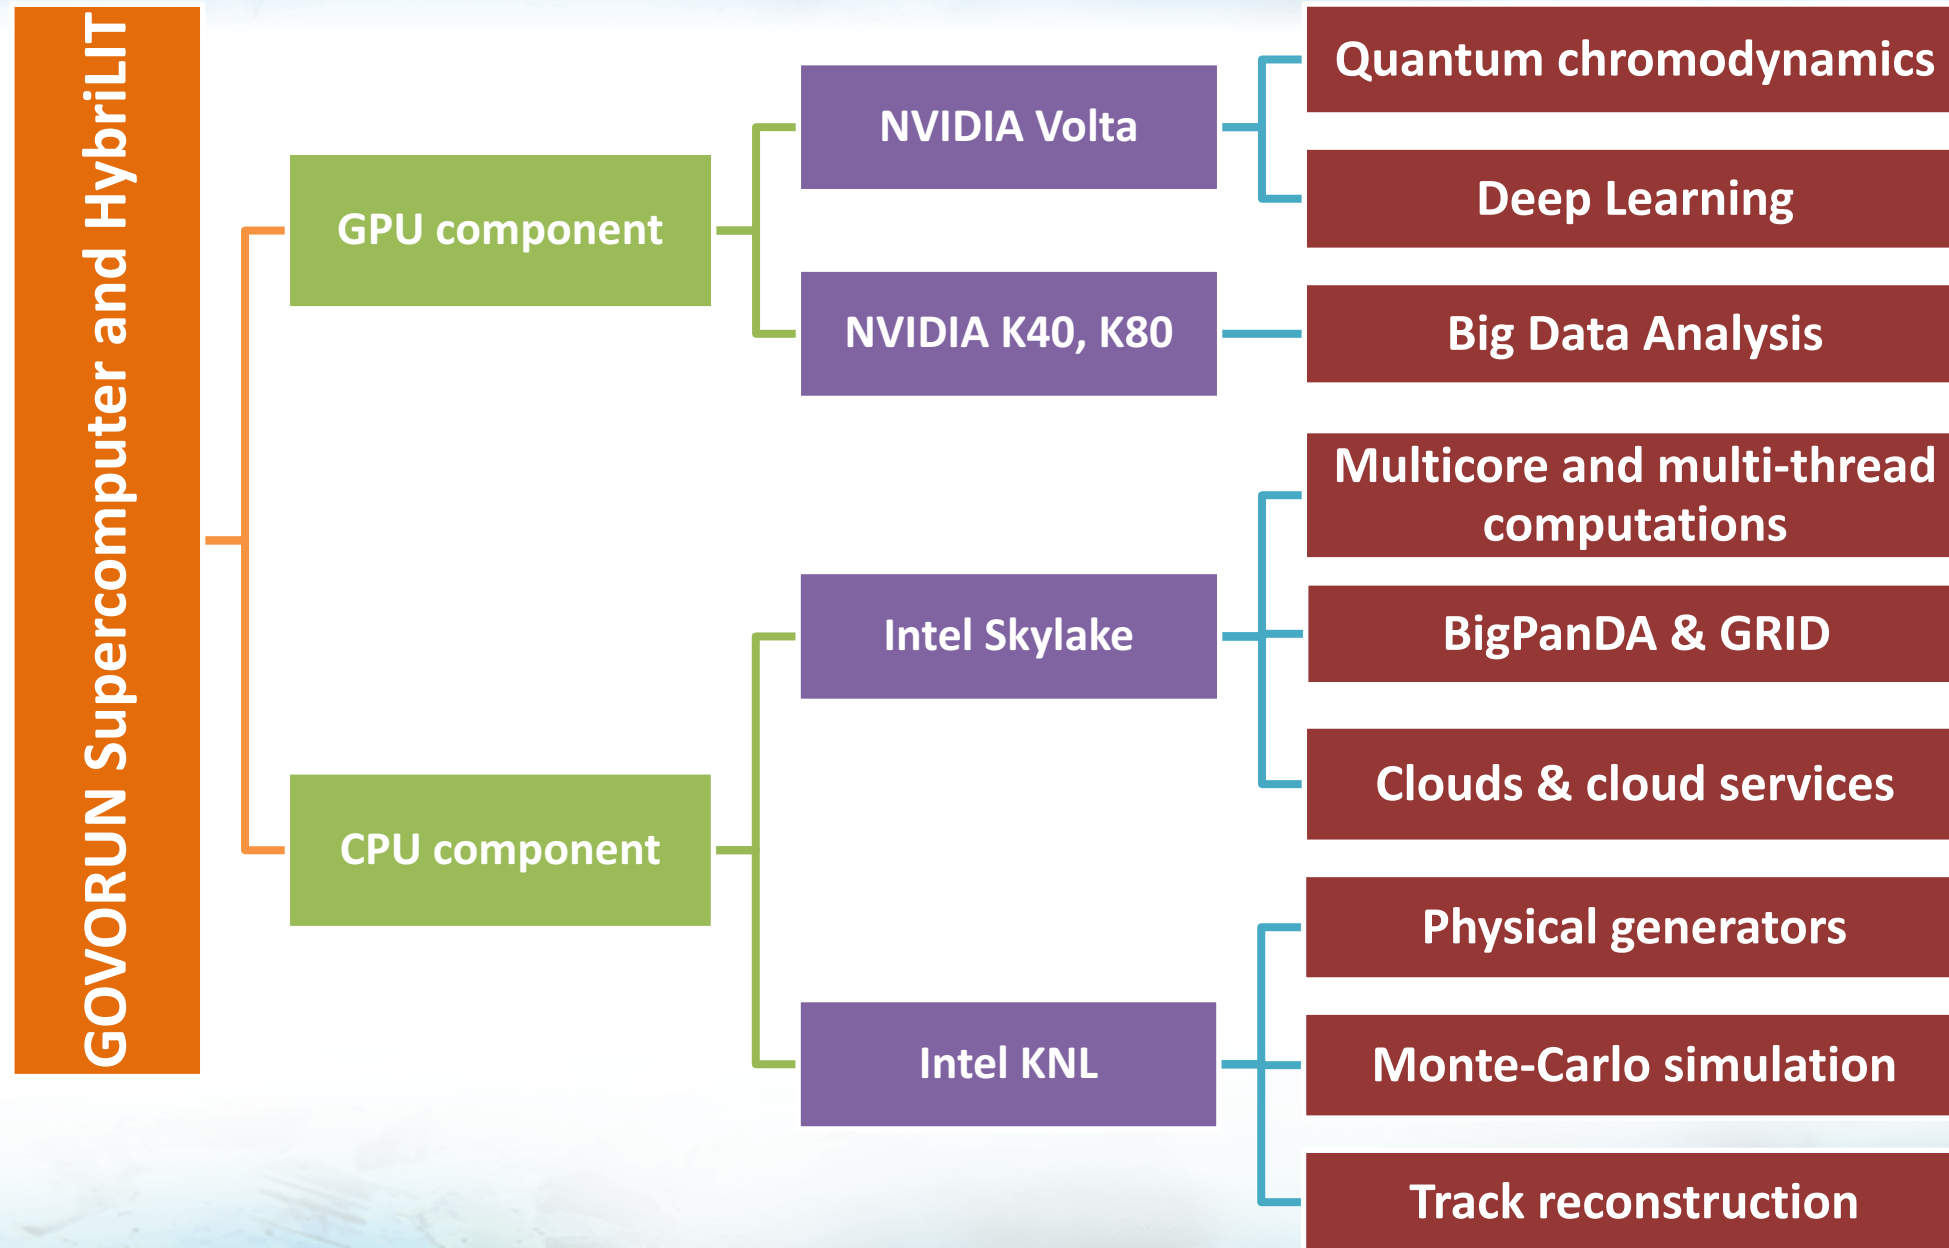 GOVORUN Supercomputer and HybriLIT
GPU component
NVIDIA Volta
Quantum chromodynamics
Deep Learning
NVIDIA K40, K80
Big Data Analysis
CPU component
Intel Skylake
Multicore and multi-thread
computations
BigPanDA & GRID
Clouds & cloud services
Intel KNL
Physical generators
Monte-Carlo simulation
Track reconstruction